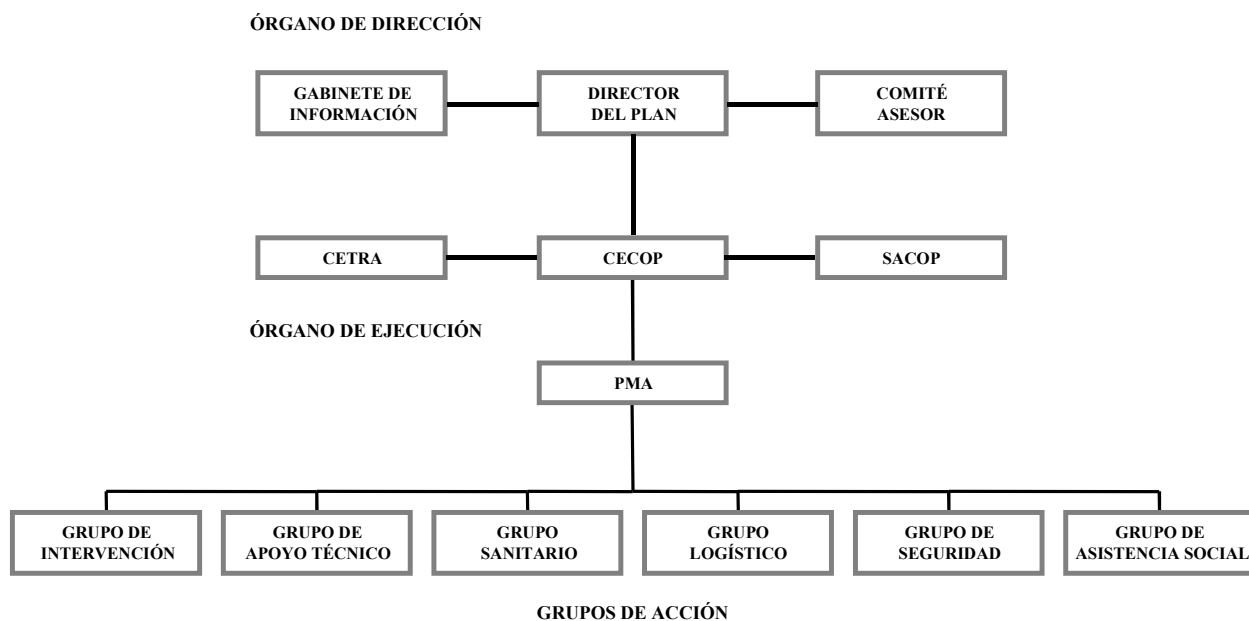 ÓRGANO DE DIRECCIÓN
GABINETE DE
INFORMACIÓN
DIRECTOR
DEL PLAN
COMITÉ
ASESOR
CETRA
CECOP
SACOP
ÓRGANO DE EJECUCIÓN
PMA
GRUPO DE
INTERVENCIÓN
GRUPO DE
APOYO TÉCNICO
GRUPO
SANITARIO
GRUPO
LOGÍSTICO
GRUPO DE
SEGURIDAD
GRUPO DE
ASISTENCIA SOCIAL
GRUPOS DE ACCIÓN